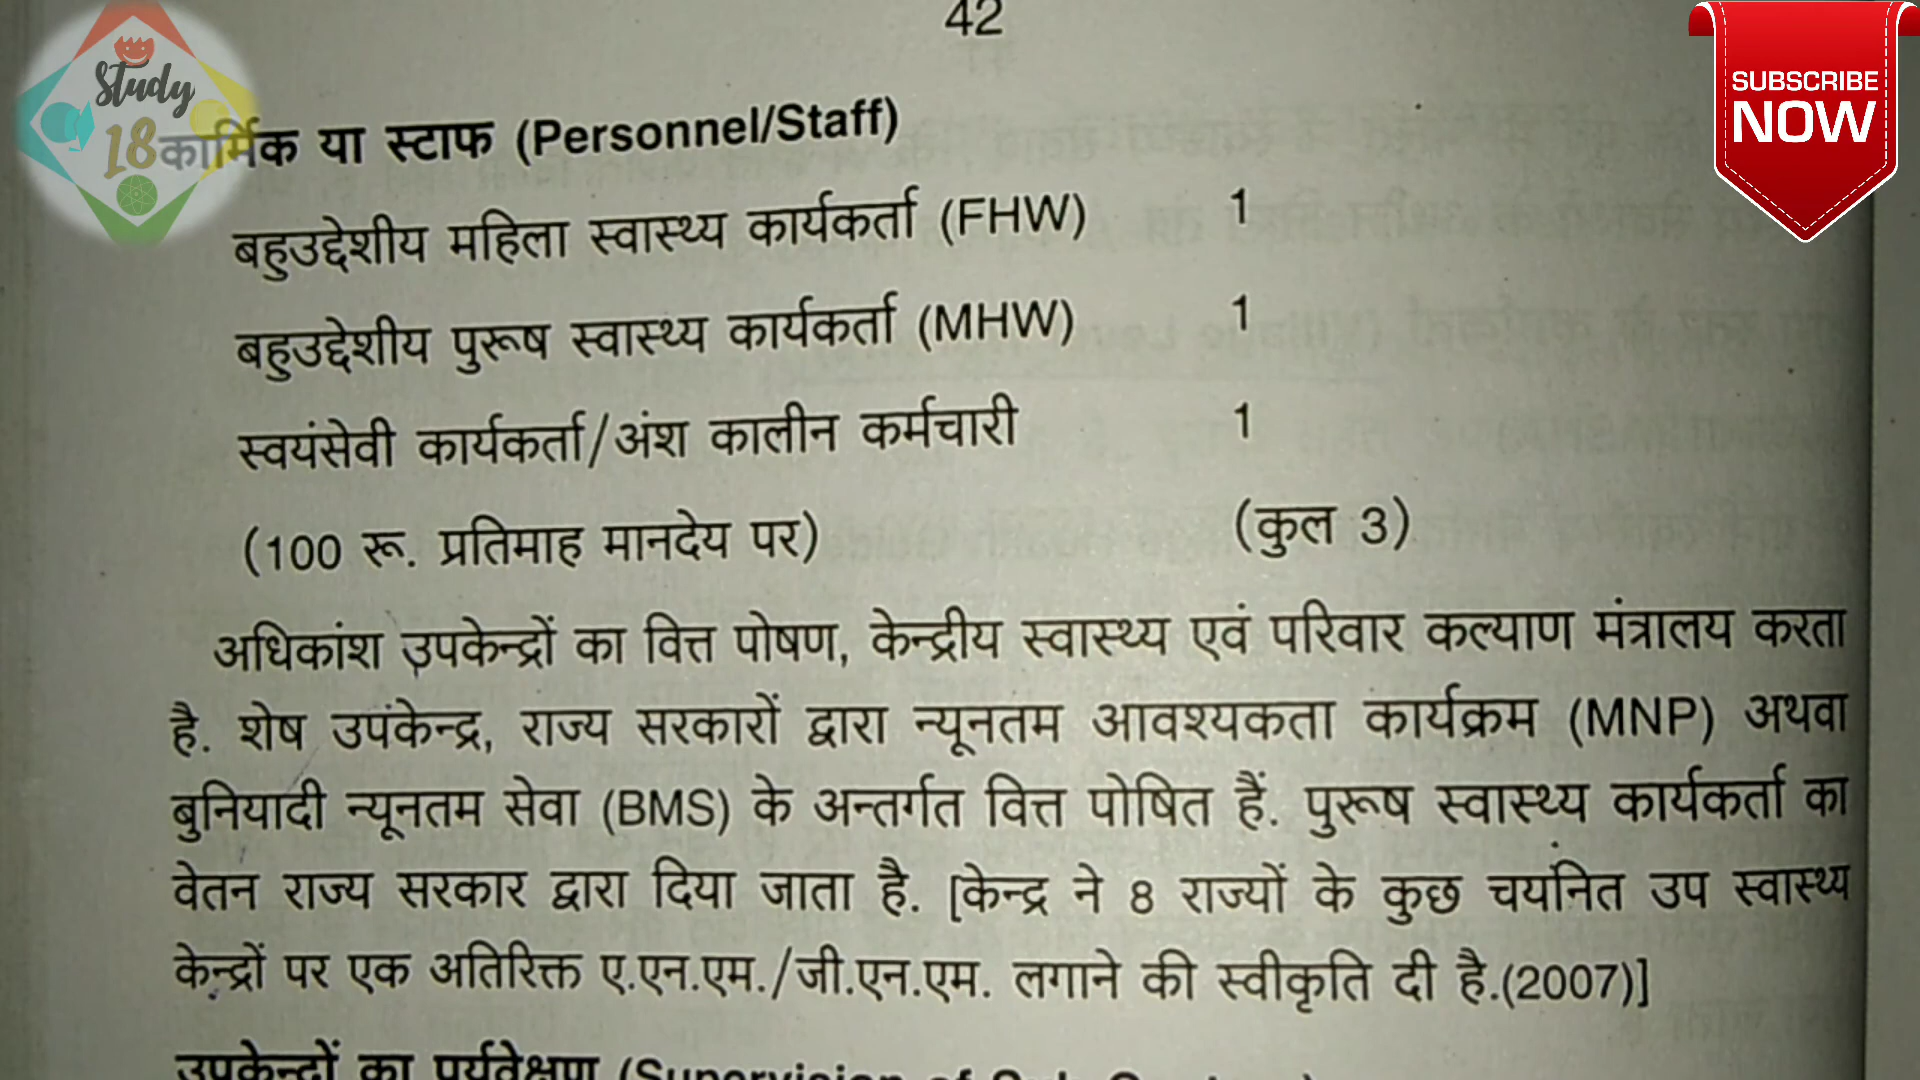 42
Study
18
SUBSCRIBE
NOW
कार्मिक या स्टाफ (Personnel/Staff)
बहुउद्देशीय महिला स्वास्थ्य कार्यकर्ता (FHW) 1
बहुउद्देशीय पुरूष स्वास्थ्य कार्यकर्ता (MHW) 1
स्वयंसेवी कार्यकर्ता/अंश कालीन कर्मचारी 1
(100 रू. प्रतिमाह मानदेय पर) (कुल 3)
अधिकांश उपकेन्द्रों का वित्त पोषण, केन्द्रीय स्वास्थ्य एवं परिवार कल्याण मंत्रालय करता
है. शेष उपकेन्द्र, राज्य सरकारों द्वारा न्यूनतम आवश्यकता कार्यक्रम (MNP) अथवा
बुनियादी न्यूनतम सेवा (BMS) के अन्तर्गत वित्त पोषित हैं. पुरूष स्वास्थ्य कार्यकर्ता का
वेतन राज्य सरकार द्वारा दिया जाता है. [केन्द्र ने 8 राज्यों के कुछ चयनित उप स्वास्थ्य
केन्द्रों पर एक अतिरिक्त ए.एन.एम./जी.एन.एम. लगाने की स्वीकृति दी है.(2007)]
उपकेन्द्रों का पर्यवेक्षण (Supervision of